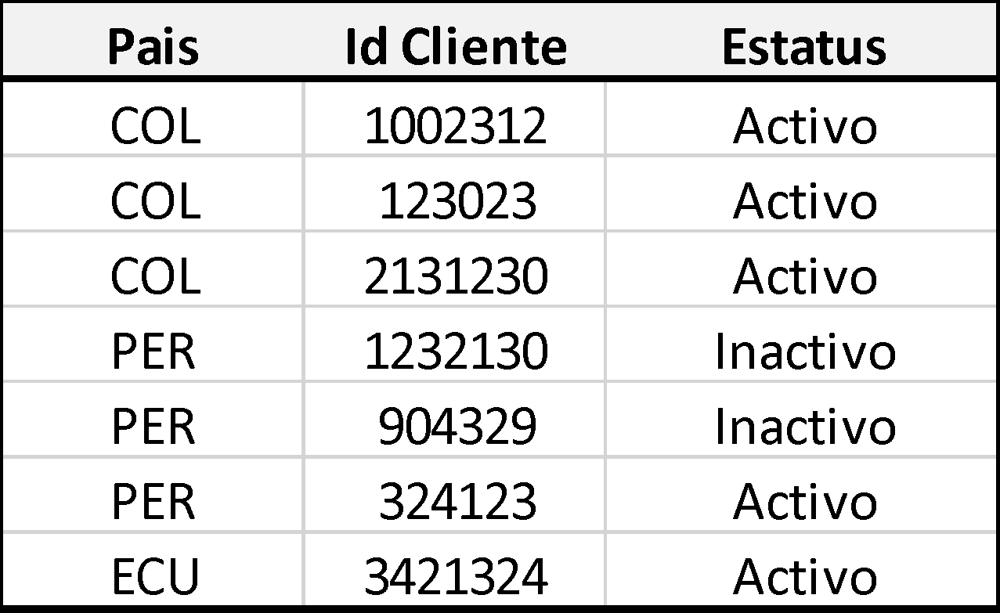 Pais Id Cliente Estatus
COL 1002312 Activo
COL 123023 Activo
COL 2131230 Activo
PER 1232130 Inactivo
PER 904329 Inactivo
PER 324123 Activo
ECU 3421324 Activo